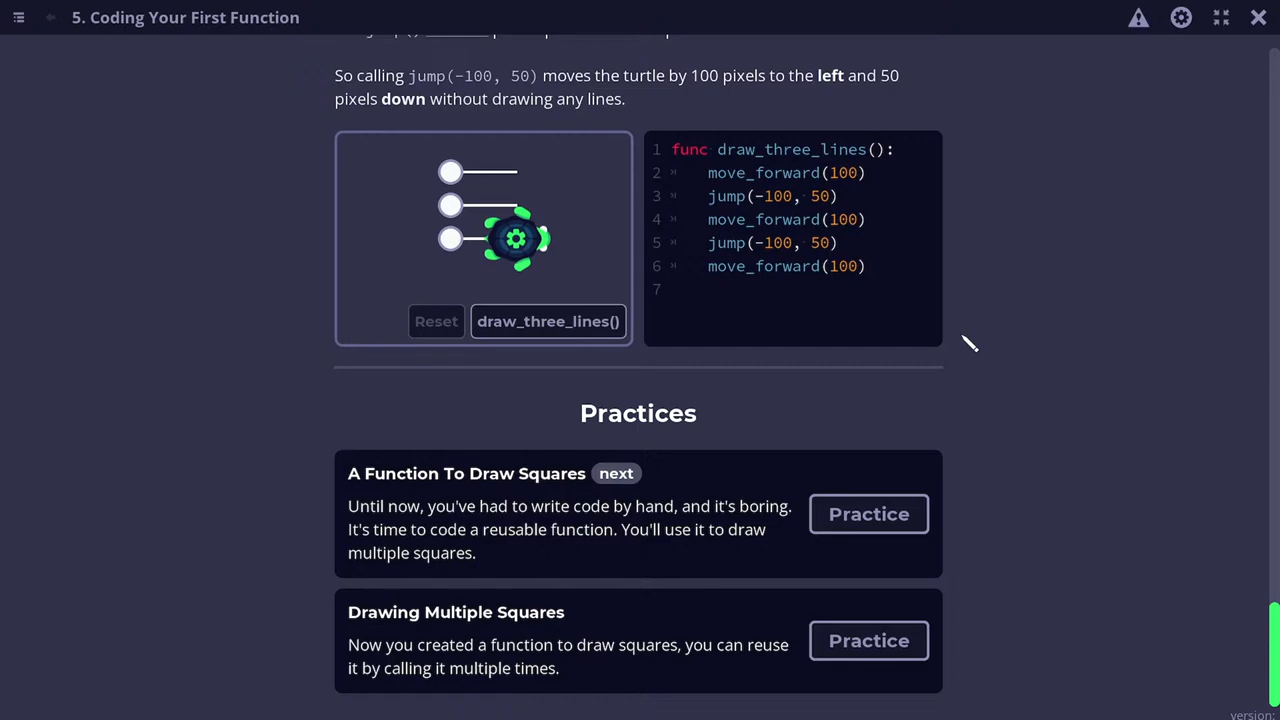 5. Coding Your First Function
So calling jump(-100, 50) moves the turtle by 100 pixels to the left and 50
pixels down without drawing any lines.
Reset
draw_three_lines()
1 func draw_three_lines():
2 move_forward(100)
3 jump(-100, 50)
4 move_forward(100)
5 jump(-100, 50)
6 move_forward(100)
7
Practices
A Function To Draw Squares next
Until now, you've had to write code by hand, and it's boring.
It's time to code a reusable function. You'll use it to draw
multiple squares.
Practice
Drawing Multiple Squares
Now you created a function to draw squares, you can reuse
it by calling it multiple times.
Practice
version: